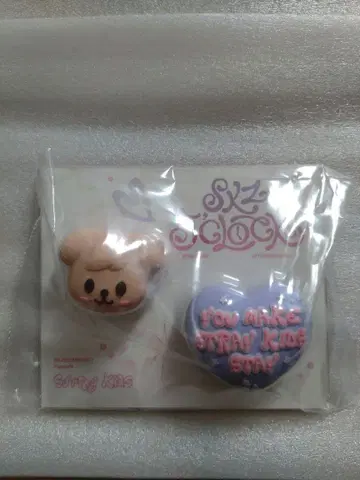 SKZ
5'CLOCK
YOU MAKE
STRAY KIDS
STAY
Stray Kids